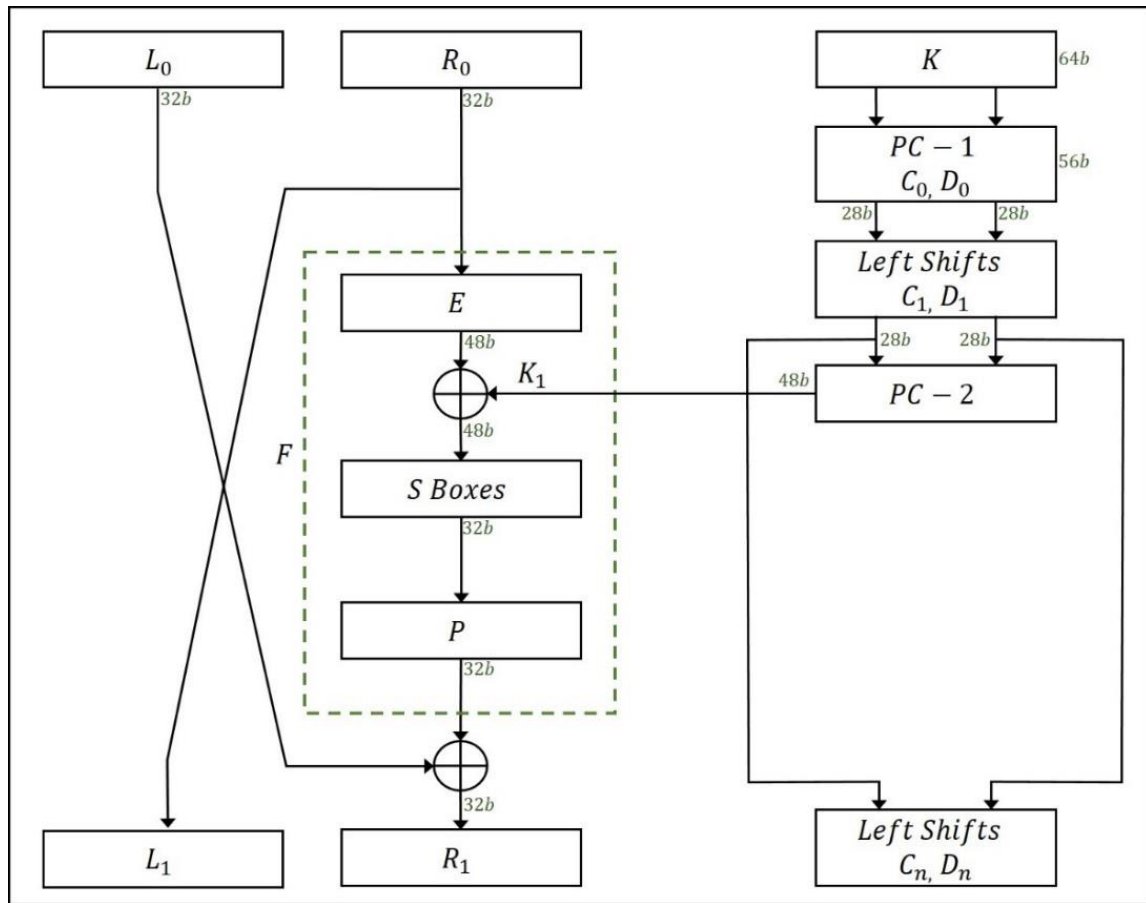 L₀
32b
R₀
32b
K
64b
PC − 1
C₀, D₀
56b
28b
28b
Left Shifts
C₁, D₁
28b
28b
E
48b
K₁
48b
PC − 2
48b
F
S Boxes
32b
P
32b
32b
L₁
R₁
Left Shifts
Cₙ, Dₙ